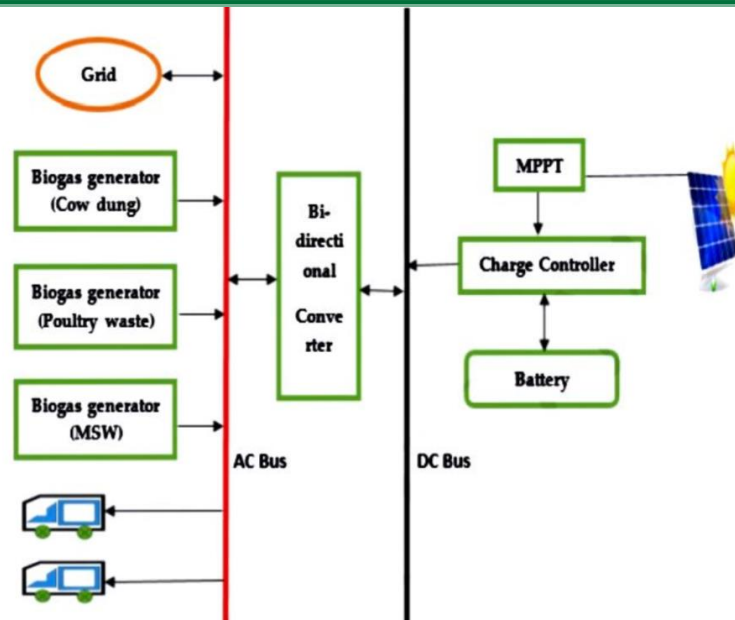 Grid
Biogas generator
(Cow dung)
Biogas generator
(Poultry waste)
Biogas generator
(MSW)
AC Bus
Bi-
directi
onal
Conve
rter
DC Bus
MPPT
Charge Controller
Battery